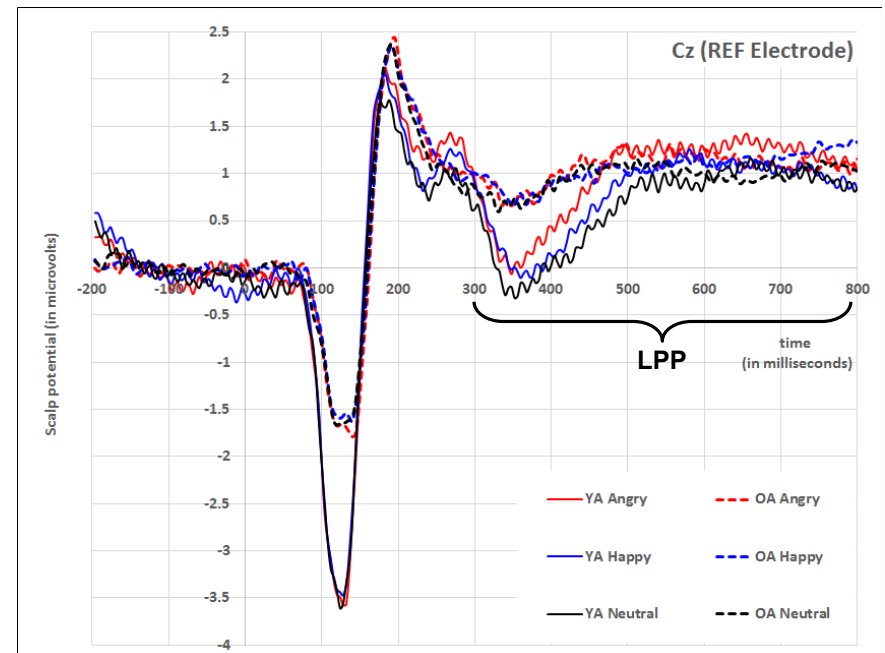 Cz (REF Electrode)
2.5
2
1.5
1
0.5
0
-200 -100 0 100 200 300 400 500 600 700 800
-0.5
-1
-1.5
-2
-2.5
-3
-3.5
-4
Scalp potential (in microvolts)
LPP
time
(in milliseconds)
YA Angry OA Angry
YA Happy OA Happy
YA Neutral OA Neutral